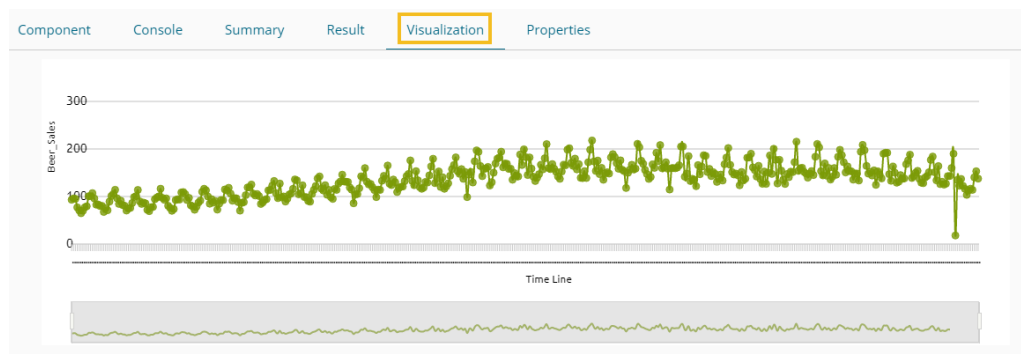 Component Console Summary Result Visualization Properties
300
Beer_Sales
200
100
0
Time Line